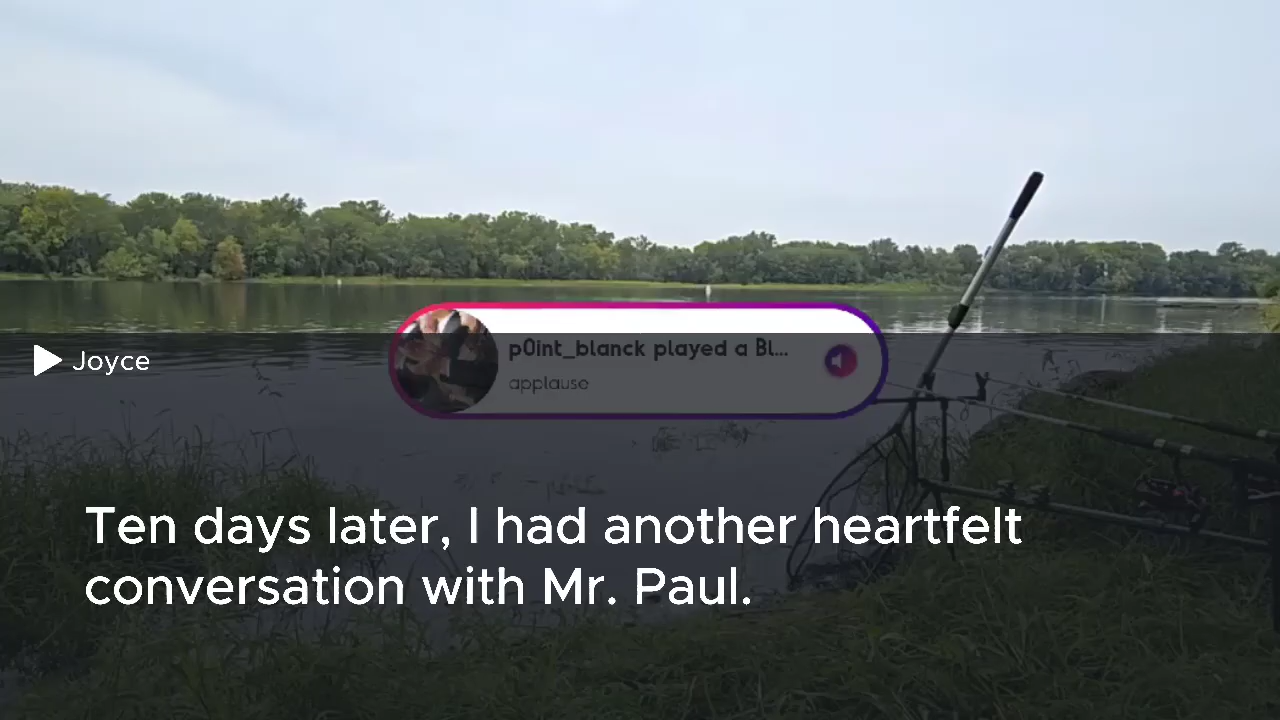 p0int_blanck played a Bl...
applause
Joyce
Ten days later, I had another heartfelt
conversation with Mr. Paul.